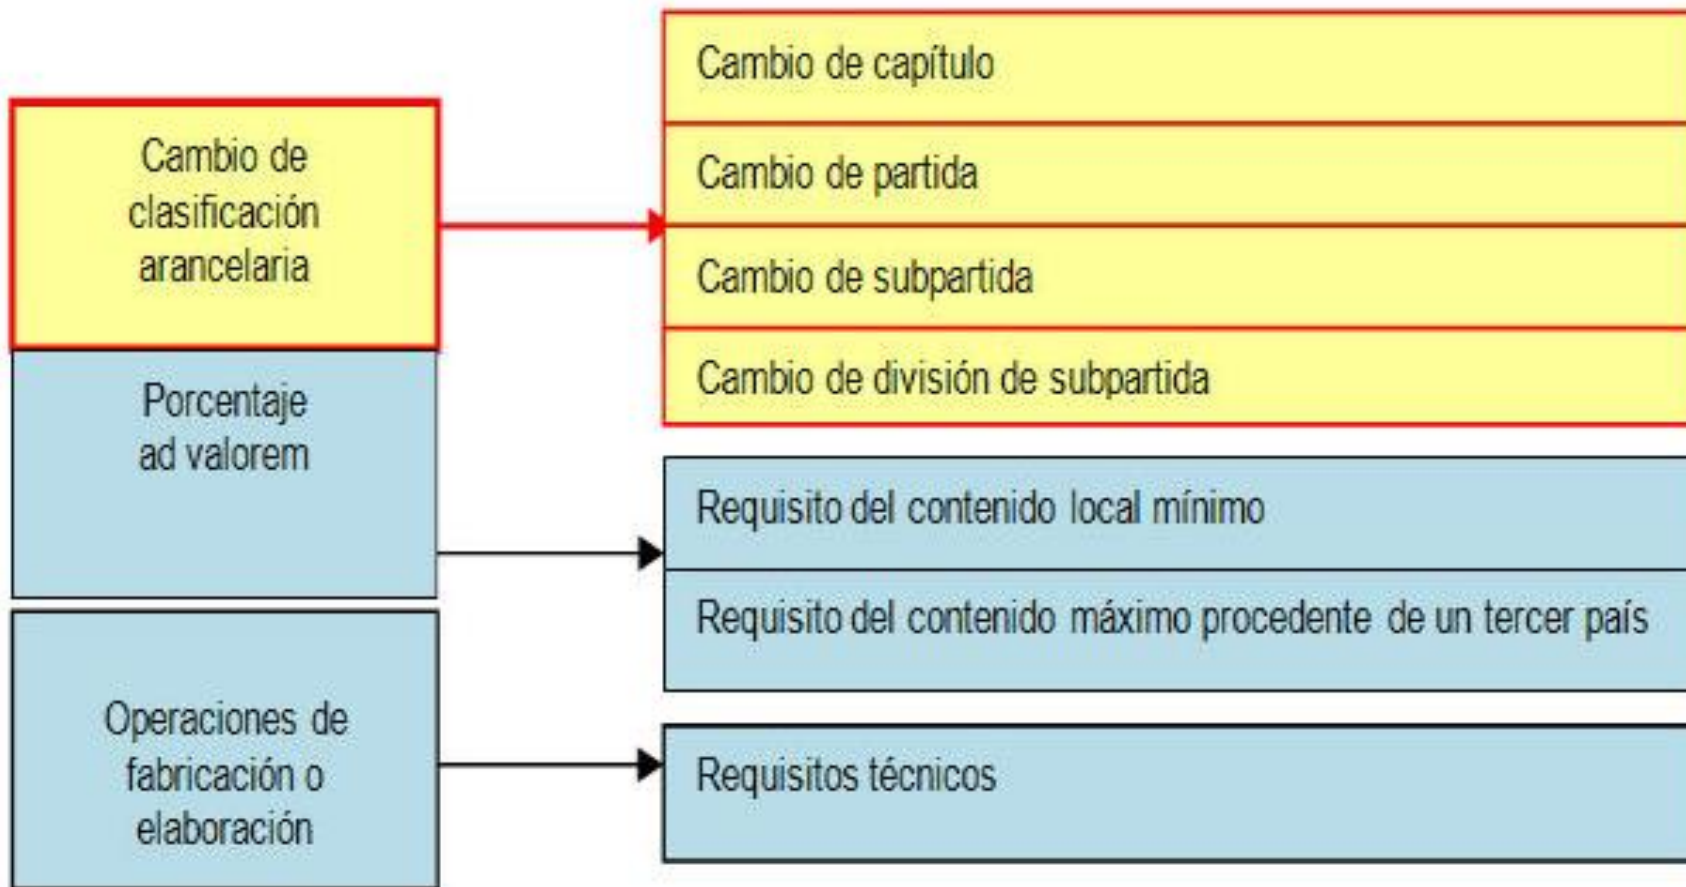 Cambio de
clasificación
arancelaria
Cambio de capítulo
Cambio de partida
Cambio de subpartida
Cambio de división de subpartida
Porcentaje
ad valorem
Requisito del contenido local mínimo
Requisito del contenido máximo procedente de un tercer país
Operaciones de
fabricación o
elaboración
Requisitos técnicos